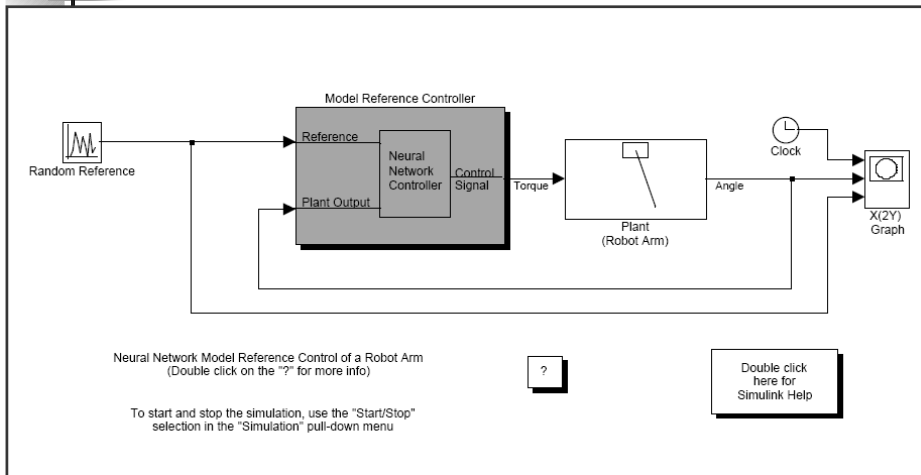 Model Reference Controller
Random Reference
Reference
Neural
Network
Controller
Control
Signal
Plant Output
Torque
Plant
(Robot Arm)
Angle
Clock
X(2Y)
Graph
Neural Network Model Reference Control of a Robot Arm
(Double click on the "?" for more info)
?
Double click
here for
Simulink Help
To start and stop the simulation, use the "Start/Stop"
selection in the "Simulation" pull-down menu